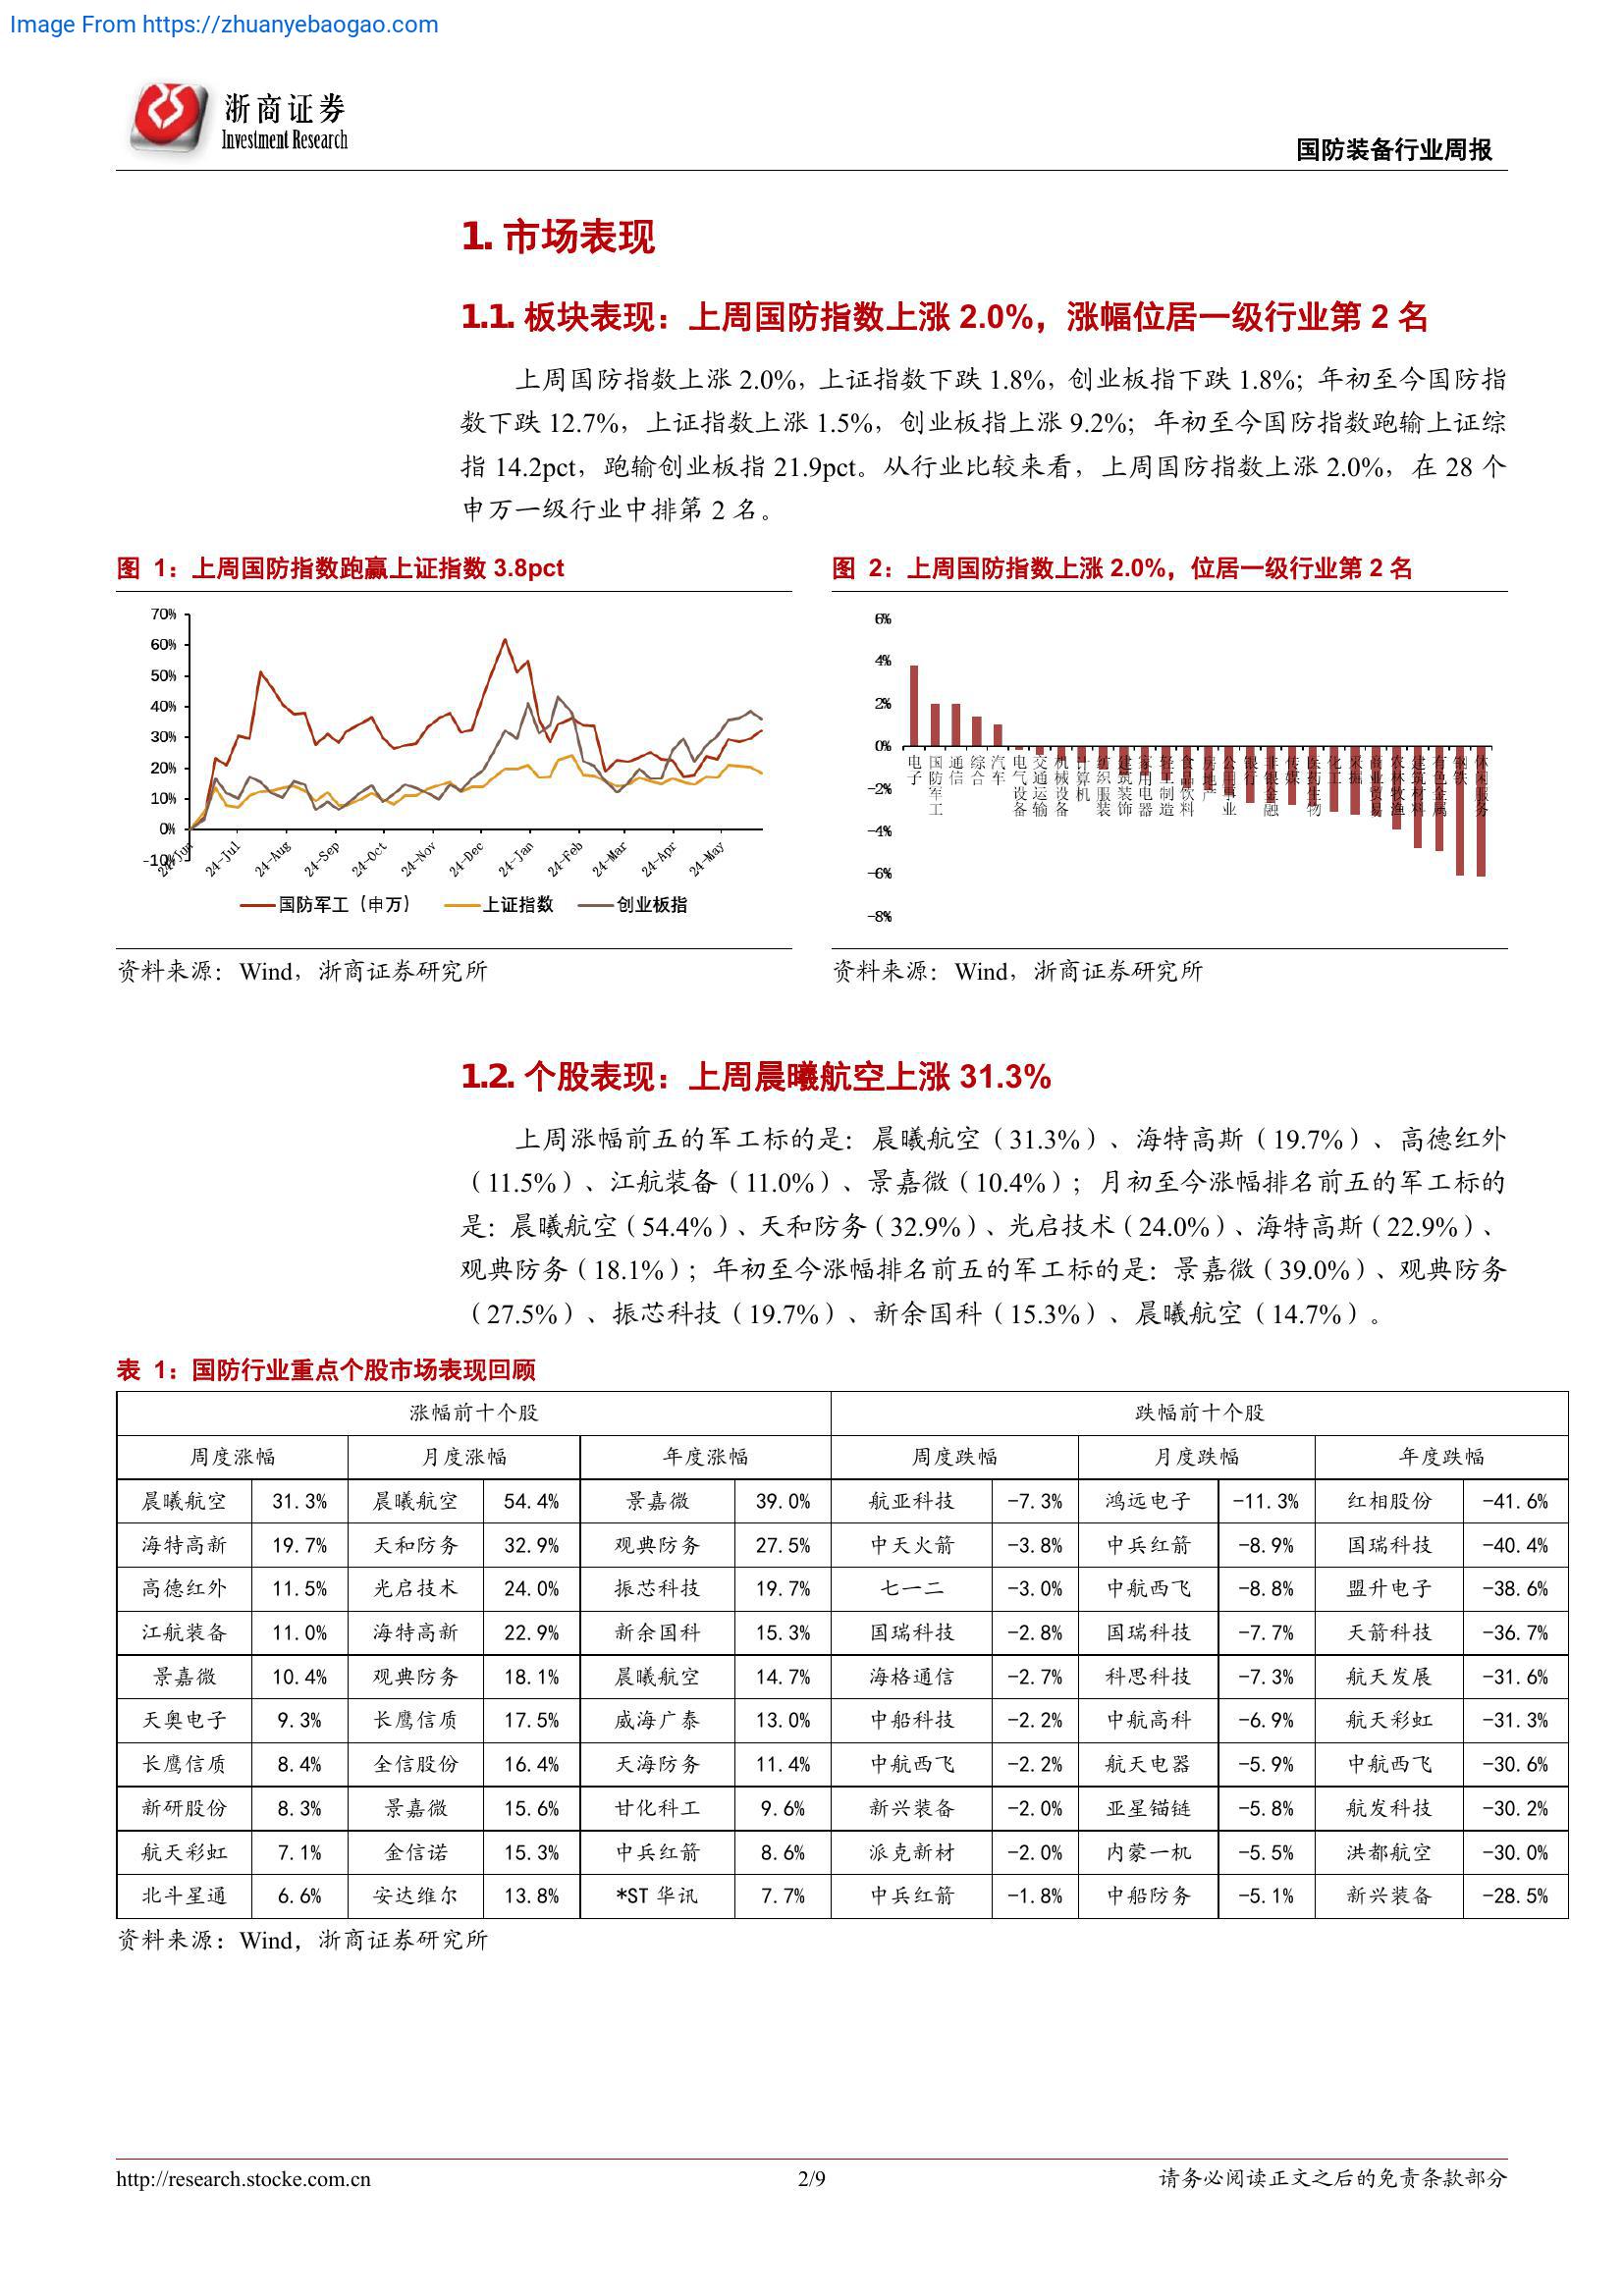 Image From https://zhuanyebaogao.com
浙商证券
Investment Research
国防装备行业周报
1. 市场表现
1.1. 板块表现：上周国防指数上涨 2.0%，涨幅位居一级行业第 2 名
上周国防指数上涨 2.0%，上证指数下跌 1.8%，创业板指下跌 1.8%；年初至今国防指
数下跌 12.7%，上证指数上涨 1.5%，创业板指上涨 9.2%；年初至今国防指数跑输上证综
指 14.2pct，跑输创业板指 21.9pct。从行业比较来看，上周国防指数上涨 2.0%，在 28 个
申万一级行业中排第 2 名。
图 1：上周国防指数跑赢上证指数 3.8pct
70%
60%
50%
40%
30%
20%
10%
0%
-10%
24-Jun 24-Jul 24-Aug 24-Sep 24-Oct 24-Nov 24-Dec 24-Jan 24-Feb 24-Mar 24-Apr 24-May
国防军工（申万） 上证指数 创业板指
资料来源：Wind，浙商证券研究所
图 2：上周国防指数上涨 2.0%，位居一级行业第 2 名
6%
4%
2%
0%
-2%
-4%
-6%
-8%
电子 国防军工 通信 综合 汽车 电气设备 交通运输 机械设备 计算机 纺织服装 建筑装饰 家用电器 轻工制造 食品饮料 房地产 公用事业 银行 非银金融 传媒 医药生物 化工 采掘 商业贸易 农林牧渔 建筑材料 有色金属 钢铁 休闲服务
资料来源：Wind，浙商证券研究所
1.2. 个股表现：上周晨曦航空上涨 31.3%
上周涨幅前五的军工标的是：晨曦航空（31.3%）、海特高斯（19.7%）、高德红外
（11.5%）、江航装备（11.0%）、景嘉微（10.4%）；月初至今涨幅排名前五的军工标的
是：晨曦航空（54.4%）、天和防务（32.9%）、光启技术（24.0%）、海特高斯（22.9%）、
观典防务（18.1%）；年初至今涨幅排名前五的军工标的是：景嘉微（39.0%）、观典防务
（27.5%）、振芯科技（19.7%）、新余国科（15.3%）、晨曦航空（14.7%）。
表 1：国防行业重点个股市场表现回顾
涨幅前十个股 跌幅前十个股
周度涨幅 月度涨幅 年度涨幅 周度跌幅 月度跌幅 年度跌幅
晨曦航空 31.3% 晨曦航空 54.4% 景嘉微 39.0% 航亚科技 -7.3% 鸿远电子 -11.3% 红相股份 -41.6%
海特高新 19.7% 天和防务 32.9% 观典防务 27.5% 中天火箭 -3.8% 中兵红箭 -8.9% 国瑞科技 -40.4%
高德红外 11.5% 光启技术 24.0% 振芯科技 19.7% 七一二 -3.0% 中航西飞 -8.8% 盟升电子 -38.6%
江航装备 11.0% 海特高新 22.9% 新余国科 15.3% 国瑞科技 -2.8% 国瑞科技 -7.7% 天箭科技 -36.7%
景嘉微 10.4% 观典防务 18.1% 晨曦航空 14.7% 海格通信 -2.7% 科思科技 -7.3% 航天发展 -31.6%
天奥电子 9.3% 长鹰信质 17.5% 威海广泰 13.0% 中船科技 -2.2% 中航高科 -6.9% 航天彩虹 -31.3%
长鹰信质 8.4% 全信股份 16.4% 天海防务 11.4% 中航西飞 -2.2% 航天电器 -5.9% 中航西飞 -30.6%
新研股份 8.3% 景嘉微 15.6% 甘化科工 9.6% 新兴装备 -2.0% 亚星锚链 -5.8% 航发科技 -30.2%
航天彩虹 7.1% 金信诺 15.3% 中兵红箭 8.6% 派克新材 -2.0% 内蒙一机 -5.5% 洪都航空 -30.0%
北斗星通 6.6% 安达维尔 13.8% *ST 华讯 7.7% 中兵红箭 -1.8% 中船防务 -5.1% 新兴装备 -28.5%
资料来源：Wind，浙商证券研究所
http://research.stocke.com.cn 2/9 请务必阅读正文之后的免责条款部分